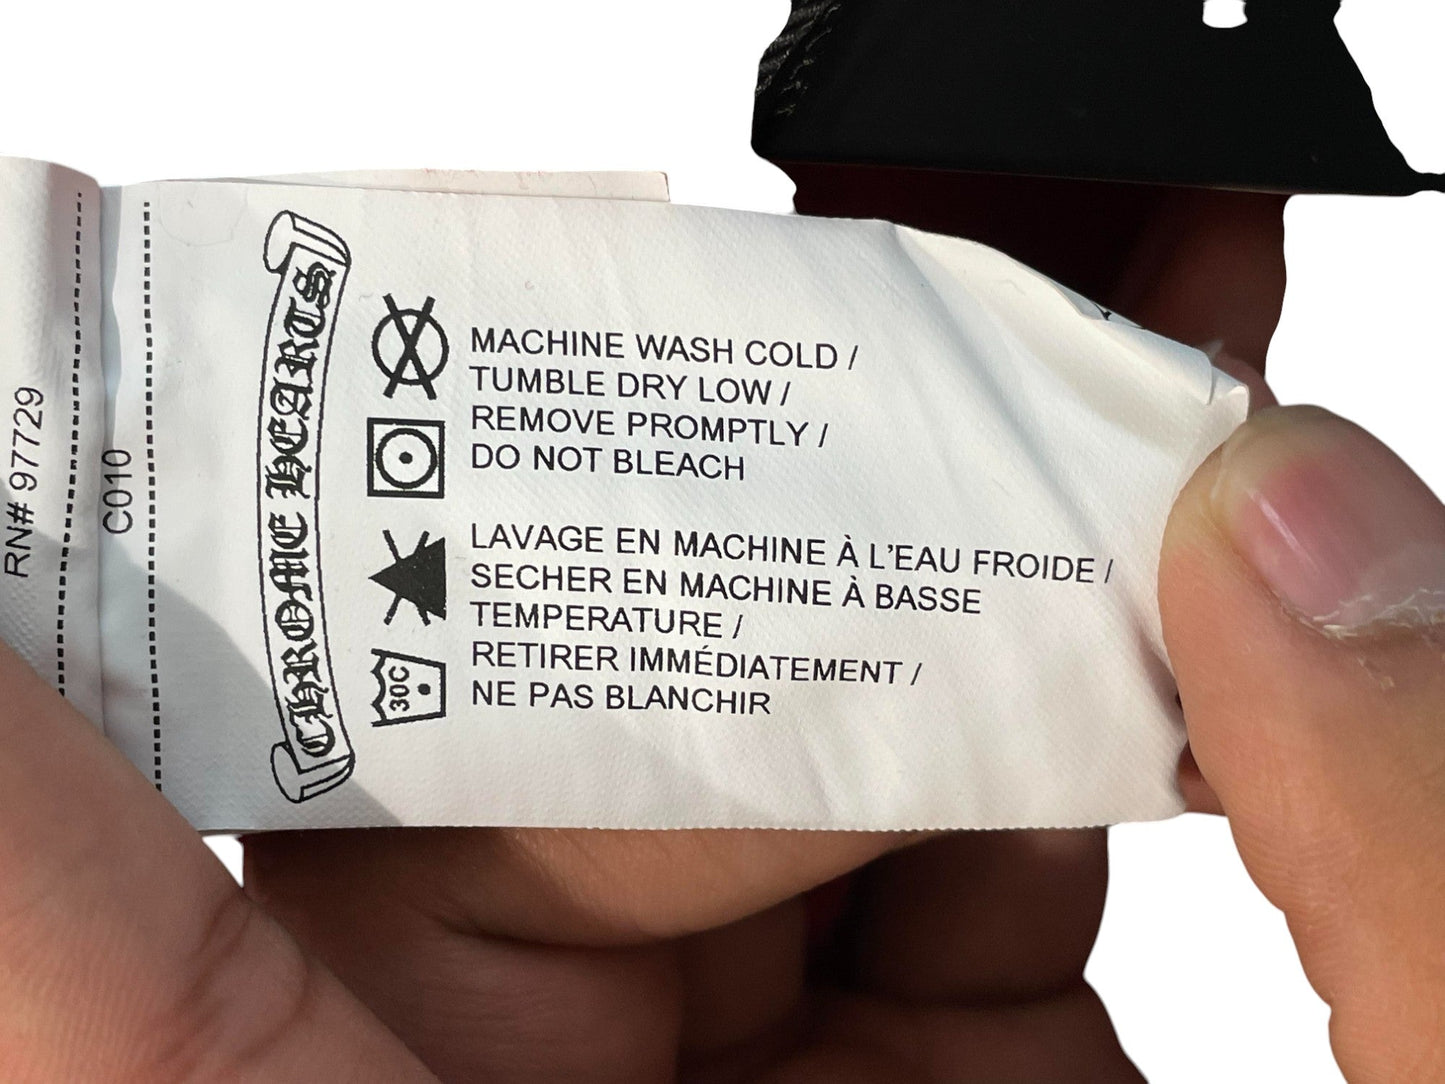 RN# 97729
C010
CHROME HEARTS
MACHINE WASH COLD /
TUMBLE DRY LOW /
REMOVE PROMPTLY /
DO NOT BLEACH
LAVAGE EN MACHINE À L'EAU FROIDE /
SECHER EN MACHINE À BASSE
TEMPERATURE /
RETIRER IMMÉDIATEMENT /
NE PAS BLANCHIR
30C